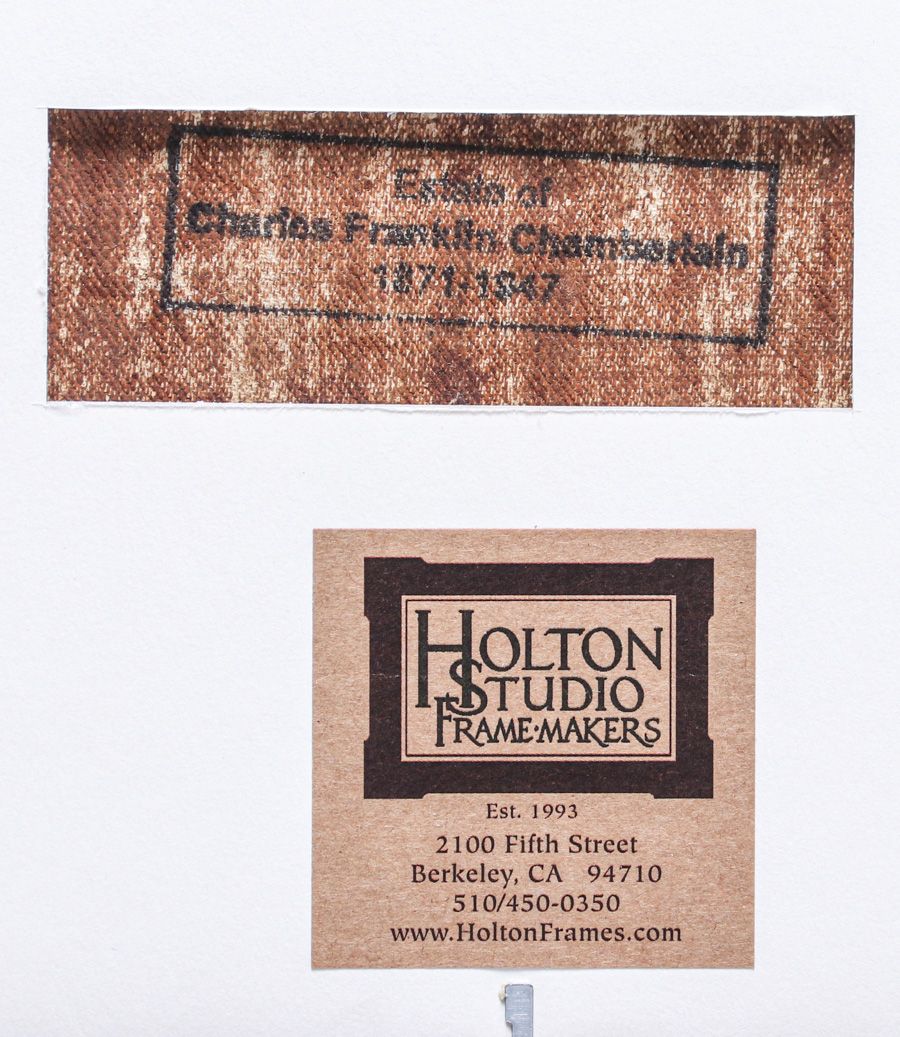 Estate of
Charles Franklin Chamberlain
1871-1947
HOLTON
STUDIO
FRAME·MAKERS
Est. 1993
2100 Fifth Street
Berkeley, CA 94710
510/450-0350
www.HoltonFrames.com